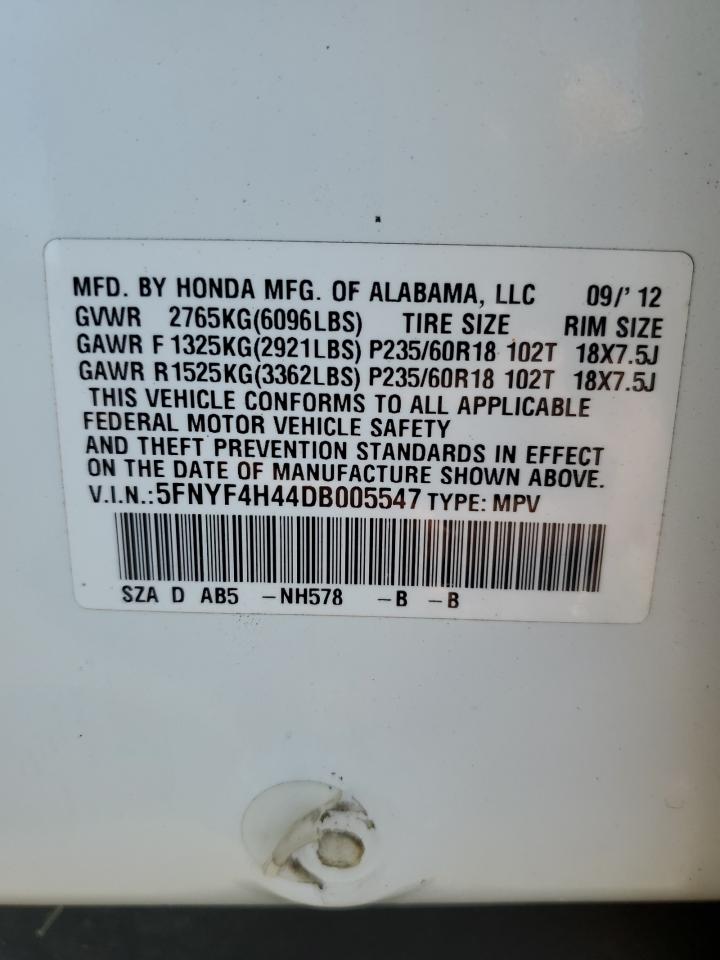 MFD. BY HONDA MFG. OF ALABAMA, LLC 09/' 12
GVWR 2765KG(6096LBS) TIRE SIZE RIM SIZE
GAWR F 1325KG(2921LBS) P235/60R18 102T 18X7.5J
GAWR R1525KG(3362LBS) P235/60R18 102T 18X7.5J
THIS VEHICLE CONFORMS TO ALL APPLICABLE
FEDERAL MOTOR VEHICLE SAFETY
AND THEFT PREVENTION STANDARDS IN EFFECT
ON THE DATE OF MANUFACTURE SHOWN ABOVE.
V.I.N.:5FNYF4H44DB005547 TYPE: MPV
SZA D AB5 -NH578 -B -B